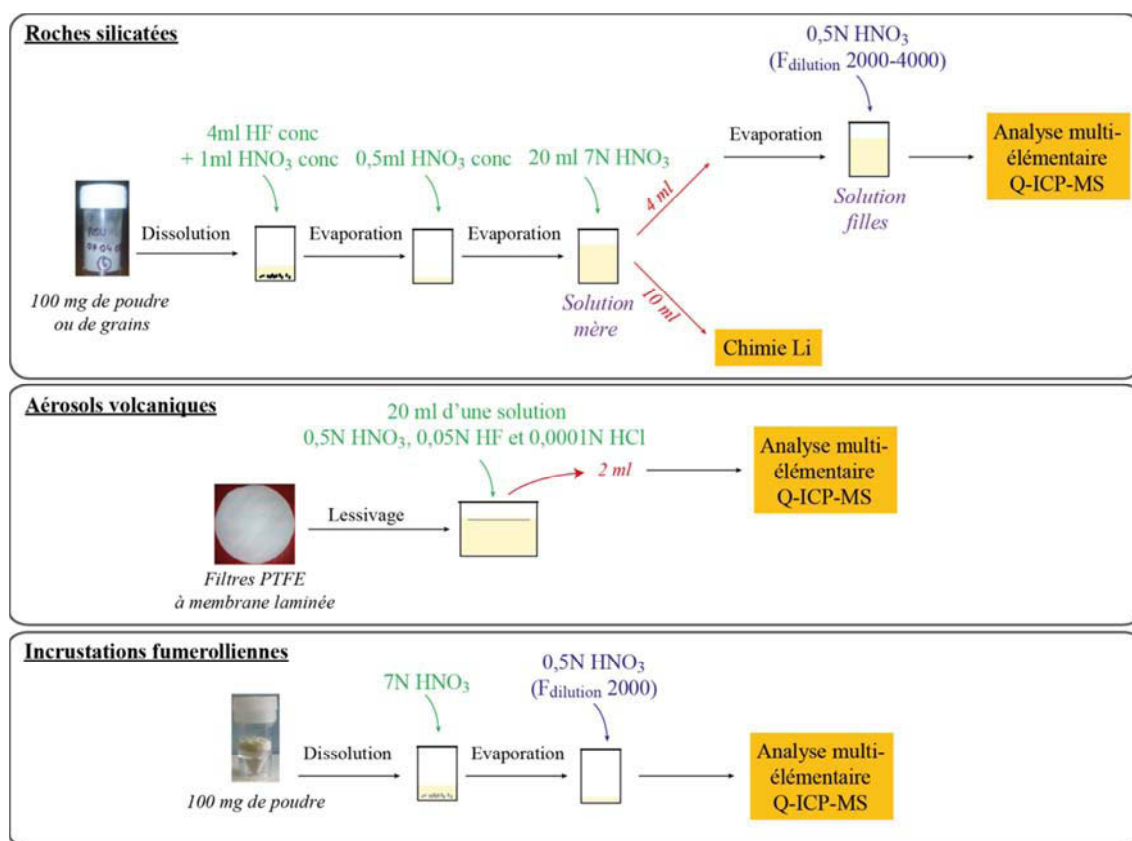 Roches silicatées
0,5N HNO₃
(F_dilution 2000-4000)
4ml HF conc
+ 1ml HNO₃ conc
0,5ml HNO₃ conc
20 ml 7N HNO₃
Evaporation
Analyse multi-
élémentaire
Q-ICP-MS
Dissolution
Evaporation
Evaporation
4 ml
Solution
filles
100 mg de poudre
ou de grains
Solution
mère
10 ml
Chimie Li
Aérosols volcaniques
20 ml d’une solution
0,5N HNO₃, 0,05N HF et 0,0001N HCl
2 ml
Analyse multi-
élémentaire
Q-ICP-MS
Lessivage
Filtres PTFE
à membrane laminée
Incrustations fumerolliennes
7N HNO₃
0,5N HNO₃
(F_dilution 2000)
Dissolution
Evaporation
Analyse multi-
élémentaire
Q-ICP-MS
100 mg de poudre